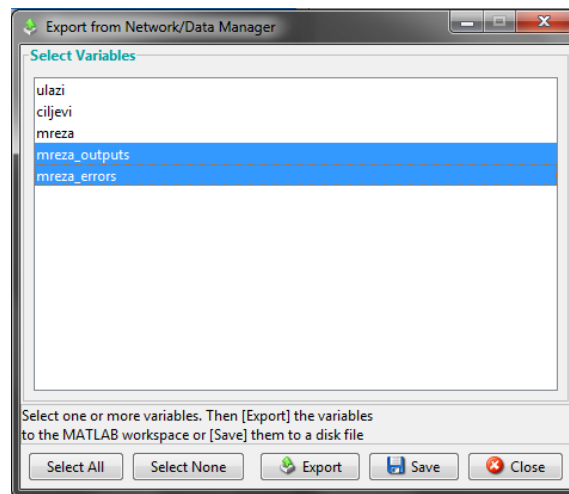 Export from Network/Data Manager
Select Variables
ulazi
ciljevi
mreza
mreza_outputs
mreza_errors
Select one or more variables. Then [Export] the variables
to the MATLAB workspace or [Save] them to a disk file
Select All Select None Export Save Close